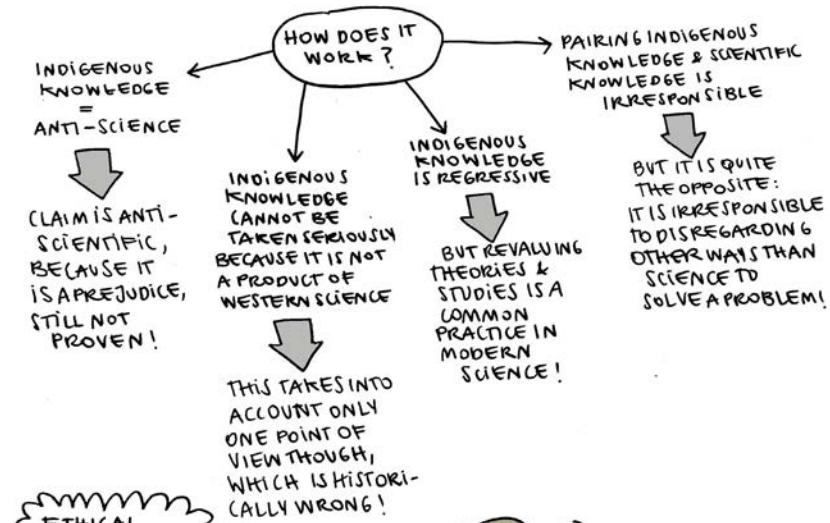 HOW DOES IT
WORK?
INDIGENOUS
KNOWLEDGE
=
ANTI-SCIENCE
CLAIM IS ANTI-
SCIENTIFIC,
BECAUSE IT
IS A PREJUDICE,
STILL NOT
PROVEN!
INDIGENOUS
KNOWLEDGE
CANNOT BE
TAKEN SERIOUSLY
BECAUSE IT IS NOT
A PRODUCT OF
WESTERN SCIENCE
THIS TAKES INTO
ACCOUNT ONLY
ONE POINT OF
VIEW THOUGH,
WHICH IS HISTORI-
CALLY WRONG!
INDIGENOUS
KNOWLEDGE
IS REGRESSIVE
BUT REVALUING
THEORIES &
STUDIES IS A
COMMON
PRACTICE IN
MODERN
SCIENCE!
PAIRING INDIGENOUS
KNOWLEDGE & SCIENTIFIC
KNOWLEDGE IS
IRRESPONSIBLE
BUT IT IS QUITE
THE OPPOSITE:
IT IS IRRESPONSIBLE
TO DISREGARDING
OTHER WAYS THAN
SCIENCE TO
SOLVE A PROBLEM!
ETHICAL